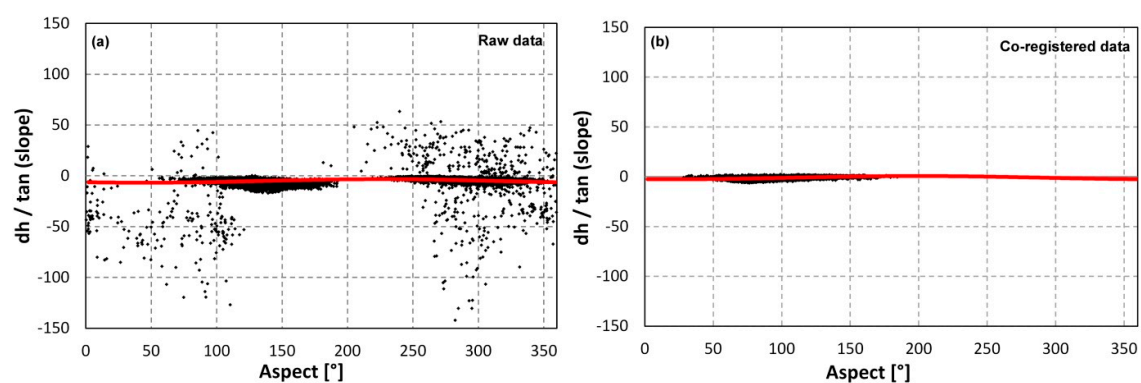 (a)
Raw data
dh / tan (slope)
150
100
50
0
-50
-100
-150
0 50 100 150 200 250 300 350
Aspect [°]
(b)
Co-registered data
dh / tan (slope)
150
100
50
0
-50
-100
-150
0 50 100 150 200 250 300 350
Aspect [°]